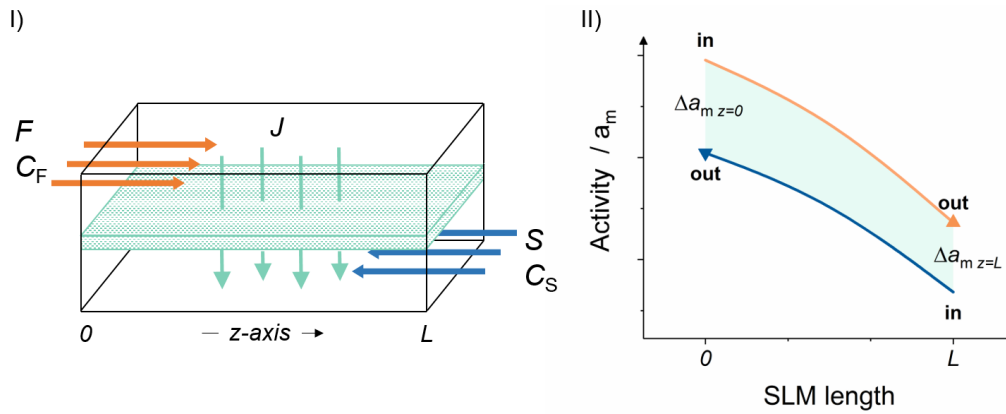 I)
F
C_F
J
S
C_S
0
— z-axis →
L
II)
Activity / a_m
in
Δa_m z=0
out
out
Δa_m z=L
in
0
L
SLM length